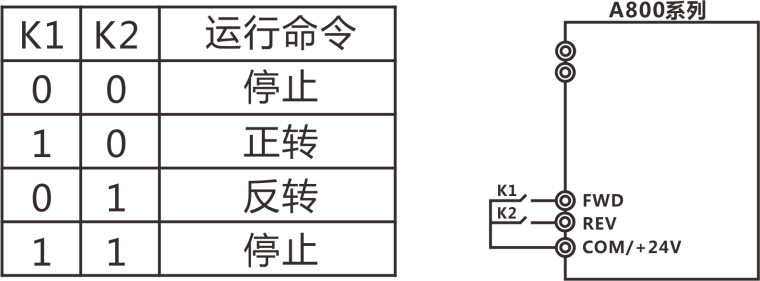 K1 K2 运行命令
0 0 停止
1 0 正转
0 1 反转
1 1 停止
A800系列
K1
FWD
K2
REV
COM/+24V